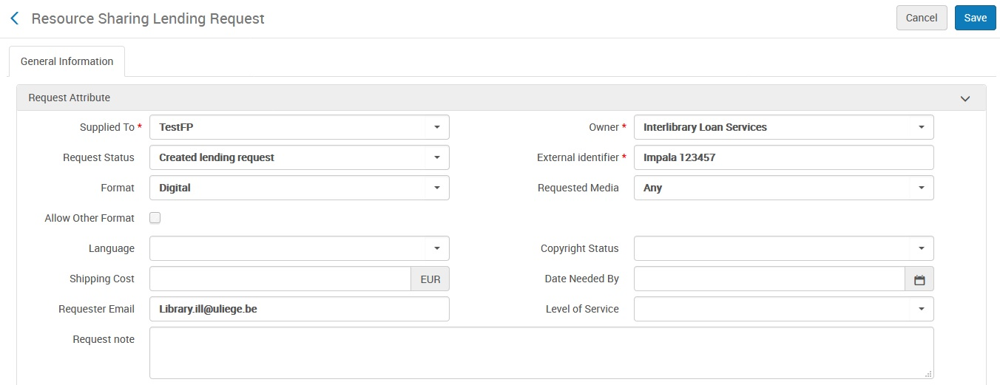 Resource Sharing Lending Request
Cancel
Save
General Information
Request Attribute
Supplied To * TestFP Owner * Interlibrary Loan Services
Request Status Created lending request External identifier * Impala 123457
Format Digital Requested Media Any
Allow Other Format
Language Copyright Status
Shipping Cost EUR Date Needed By
Requester Email Library.ill@uliege.be Level of Service
Request note